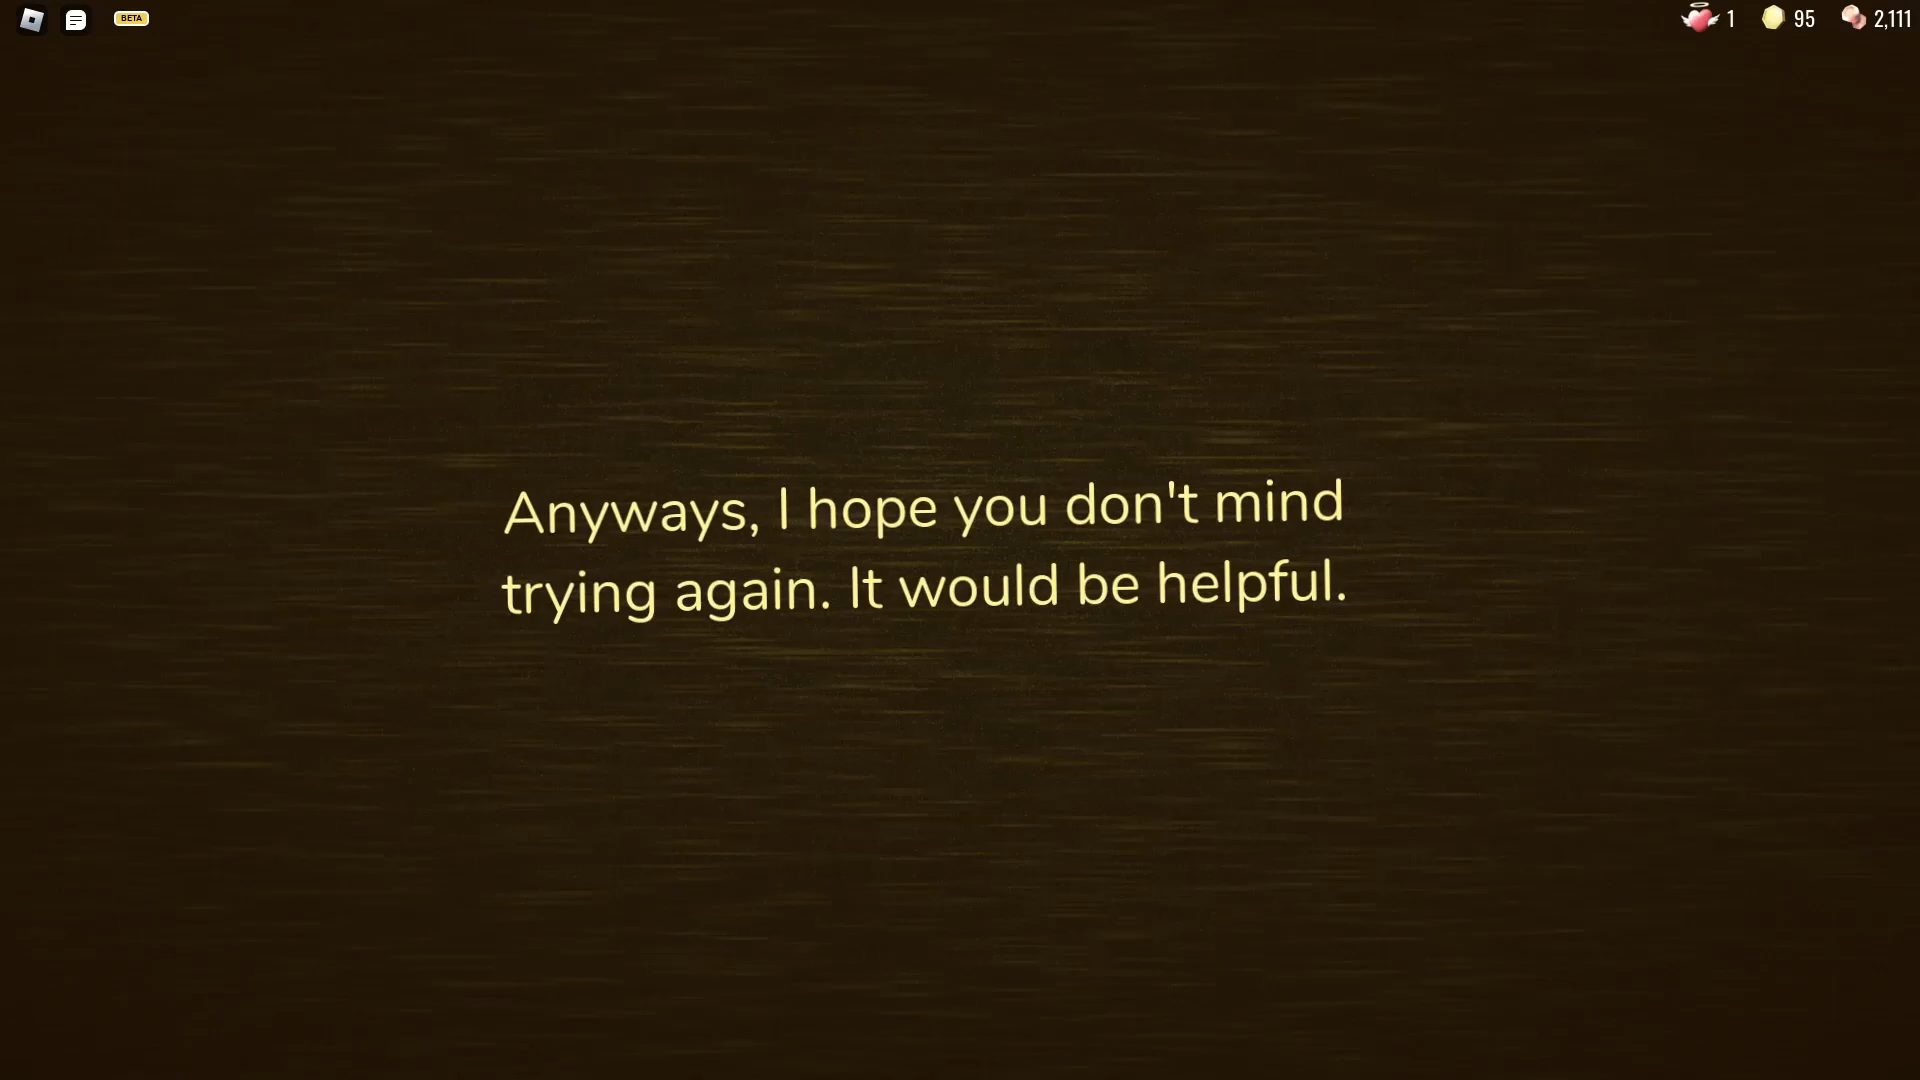 BETA
1
95
2,111
Anyways, I hope you don't mind
trying again. It would be helpful.